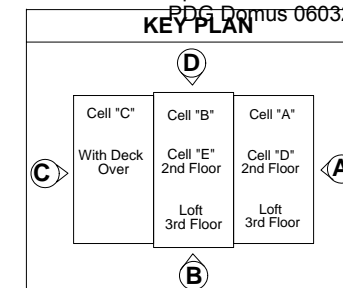 PDG Domus 06032
KEY PLAN
D
Cell "C"
Cell "B"
Cell "A"
With Deck
Over
Cell "E"
2nd Floor
Cell "D"
2nd Floor
C
A
Loft
3rd Floor
Loft
3rd Floor
B